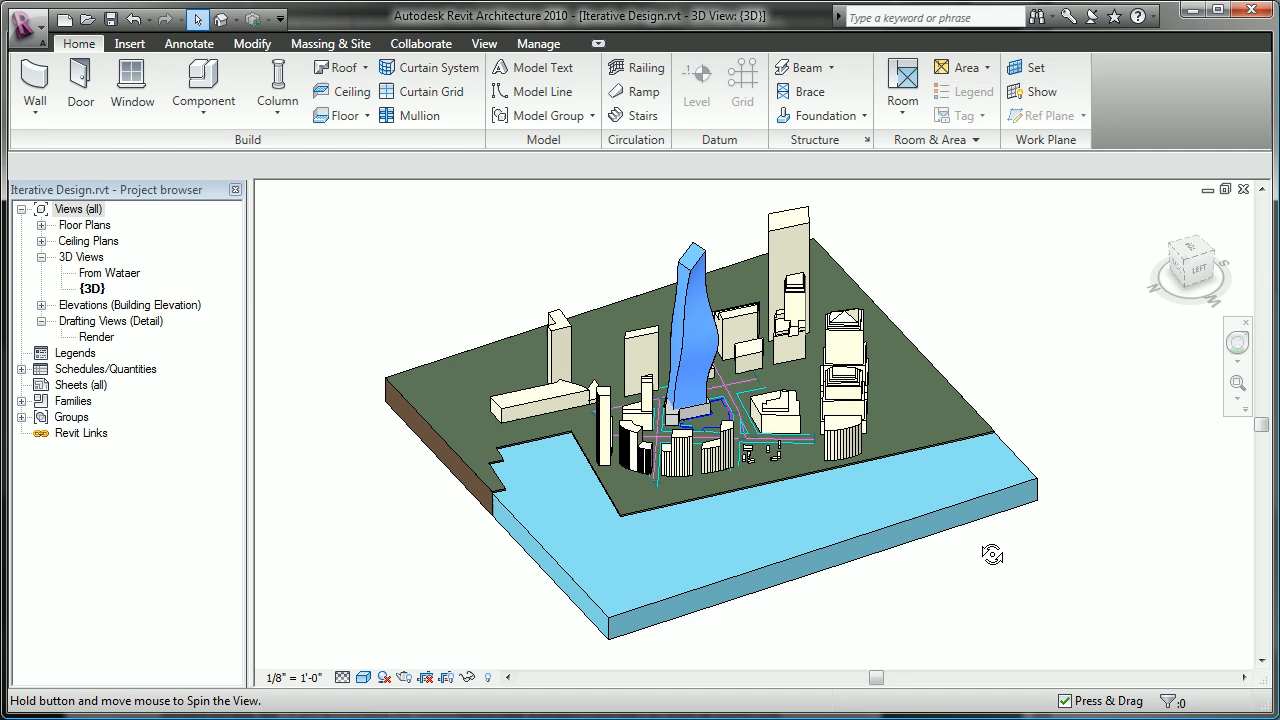 Autodesk Revit Architecture 2010 - [Iterative Design.rvt - 3D View: {3D}]
Type a keyword or phrase
Home Insert Annotate Modify Massing & Site Collaborate View Manage
Wall Door Window Component Column
Roof Curtain System
Ceiling Curtain Grid
Floor Mullion
Model Text
Model Line
Model Group
Railing
Ramp
Stairs
Level Grid
Beam
Brace
Foundation
Room
Area
Legend
Tag
Set
Show
Ref Plane
Build Model Circulation Datum Structure Room & Area Work Plane
Iterative Design.rvt - Project browser
Views (all)
Floor Plans
Ceiling Plans
3D Views
From Wataer
{3D}
Elevations (Building Elevation)
Drafting Views (Detail)
Render
Legends
Schedules/Quantities
Sheets (all)
Families
Groups
Revit Links
LEFT
N
S
1/8" = 1'-0"
Hold button and move mouse to Spin the View.
Press & Drag
:0